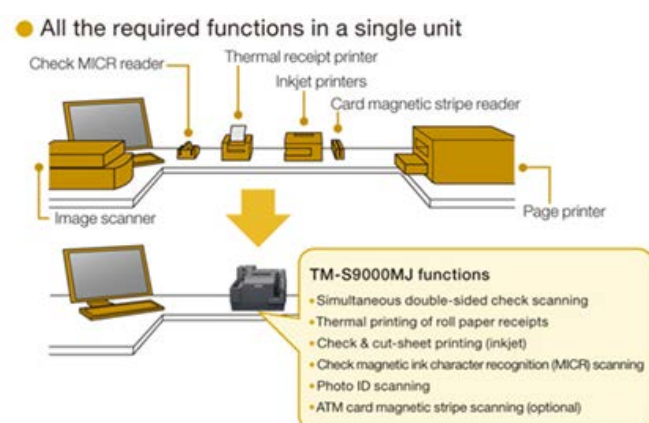 ● All the required functions in a single unit
Thermal receipt printer
Check MICR reader
Inkjet printers
Card magnetic stripe reader
Image scanner
Page printer
TM-S9000MJ functions
• Simultaneous double-sided check scanning
• Thermal printing of roll paper receipts
• Check & cut-sheet printing (inkjet)
• Check magnetic ink character recognition (MICR) scanning
• Photo ID scanning
• ATM card magnetic stripe scanning (optional)